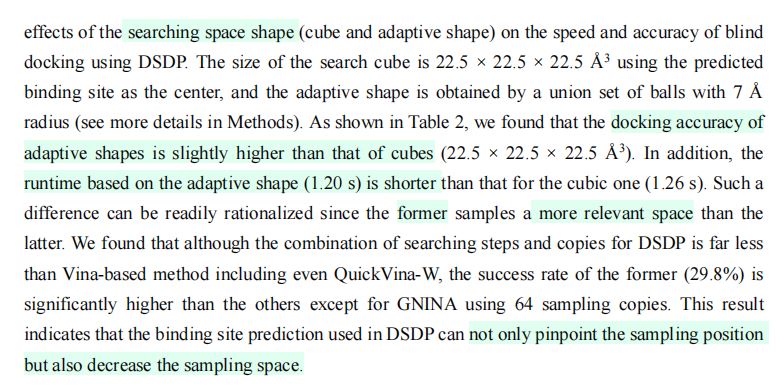 effects of the searching space shape (cube and adaptive shape) on the speed and accuracy of blind
docking using DSDP. The size of the search cube is 22.5 × 22.5 × 22.5 Å³ using the predicted
binding site as the center, and the adaptive shape is obtained by a union set of balls with 7 Å
radius (see more details in Methods). As shown in Table 2, we found that the docking accuracy of
adaptive shapes is slightly higher than that of cubes (22.5 × 22.5 × 22.5 Å³). In addition, the
runtime based on the adaptive shape (1.20 s) is shorter than that for the cubic one (1.26 s). Such a
difference can be readily rationalized since the former samples a more relevant space than the
latter. We found that although the combination of searching steps and copies for DSDP is far less
than Vina-based method including even QuickVina-W, the success rate of the former (29.8%) is
significantly higher than the others except for GNINA using 64 sampling copies. This result
indicates that the binding site prediction used in DSDP can not only pinpoint the sampling position
but also decrease the sampling space.